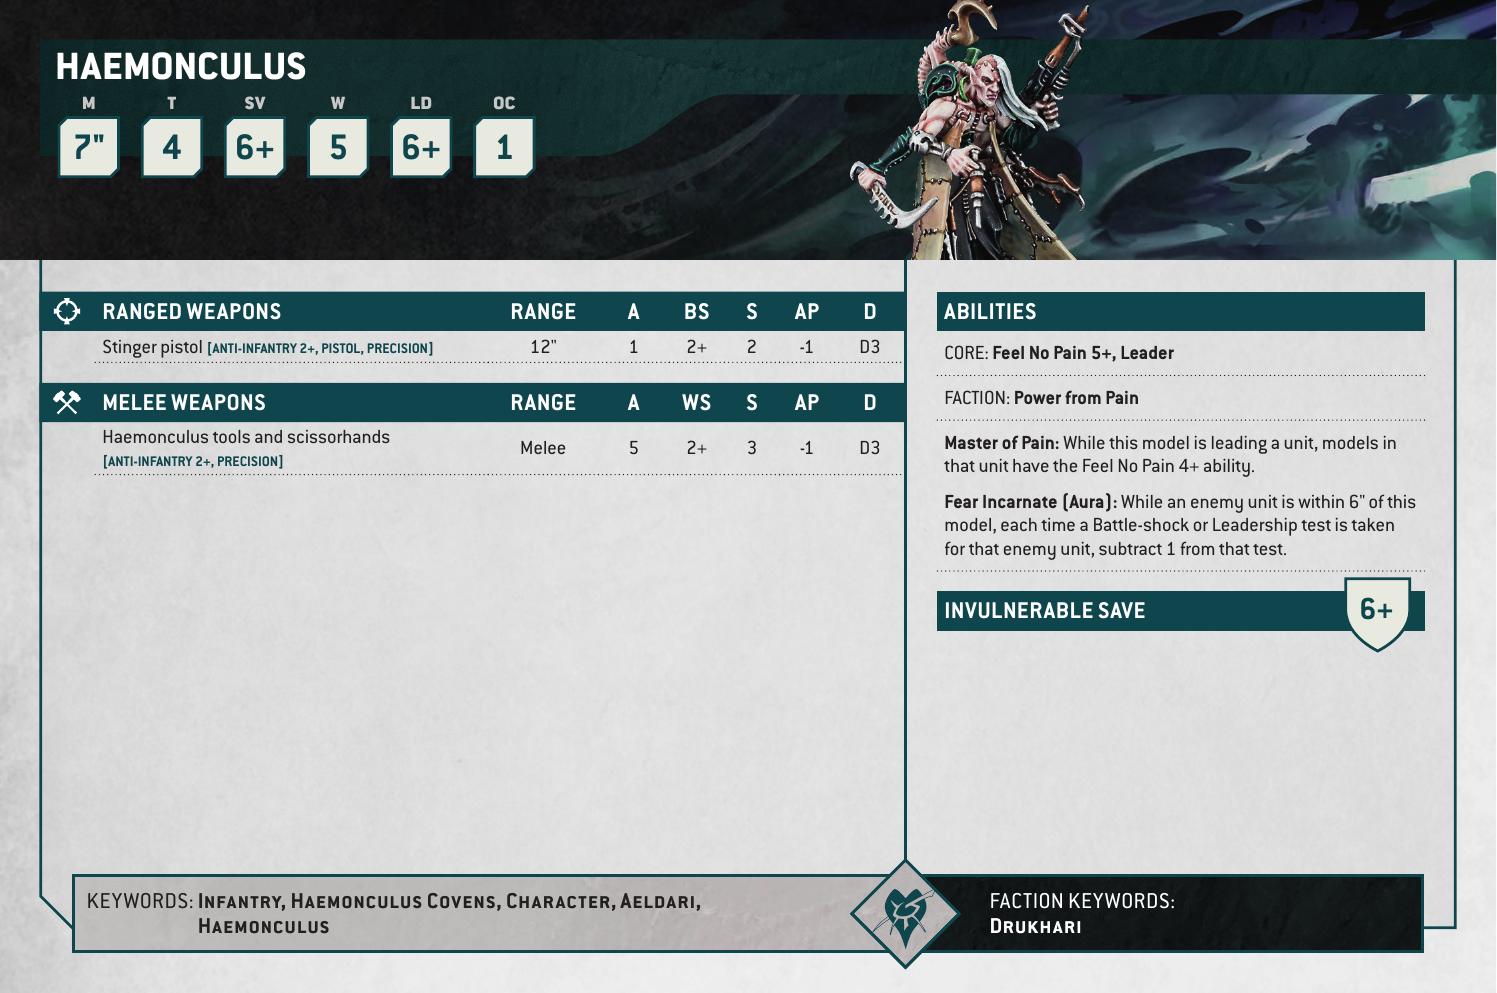 HAEMONCULUS
M T SV W LD OC
7" 4 6+ 5 6+ 1
RANGED WEAPONS RANGE A BS S AP D
Stinger pistol [ANTI-INFANTRY 2+, PISTOL, PRECISION] 12" 1 2+ 2 -1 D3
MELEE WEAPONS RANGE A WS S AP D
Haemonculus tools and scissorhands
[ANTI-INFANTRY 2+, PRECISION] Melee 5 2+ 3 -1 D3
ABILITIES
CORE: Feel No Pain 5+, Leader
FACTION: Power from Pain
Master of Pain: While this model is leading a unit, models in
that unit have the Feel No Pain 4+ ability.
Fear Incarnate (Aura): While an enemy unit is within 6" of this
model, each time a Battle-shock or Leadership test is taken
for that enemy unit, subtract 1 from that test.
INVULNERABLE SAVE 6+
KEYWORDS: INFANTRY, HAEMONCULUS COVENS, CHARACTER, AELDARI,
HAEMONCULUS
FACTION KEYWORDS:
DRUKHARI